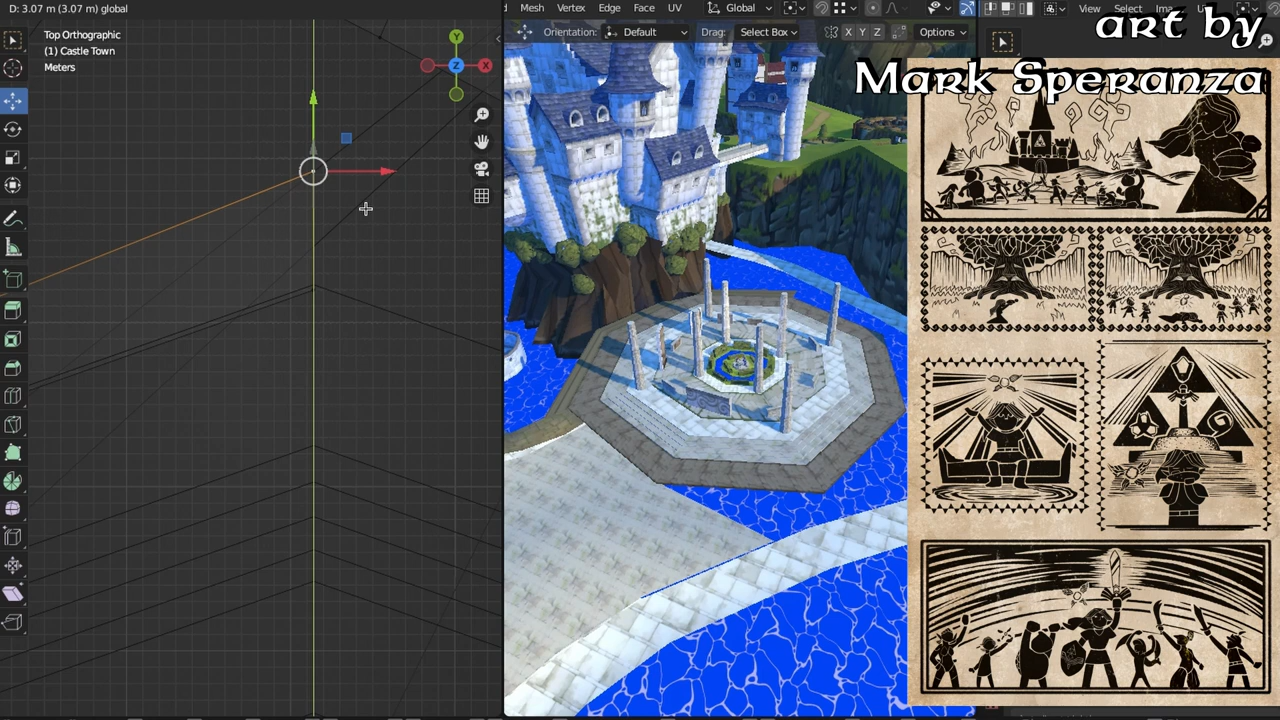 D: 3.07 m (3.07 m) global
Top Orthographic
(1) Castle Town
Meters
Y
X
Z
Mesh Vertex Edge Face UV
Global
Orientation: Default Drag: Select Box X Y Z Options
View Select
art by
Mark Speranza